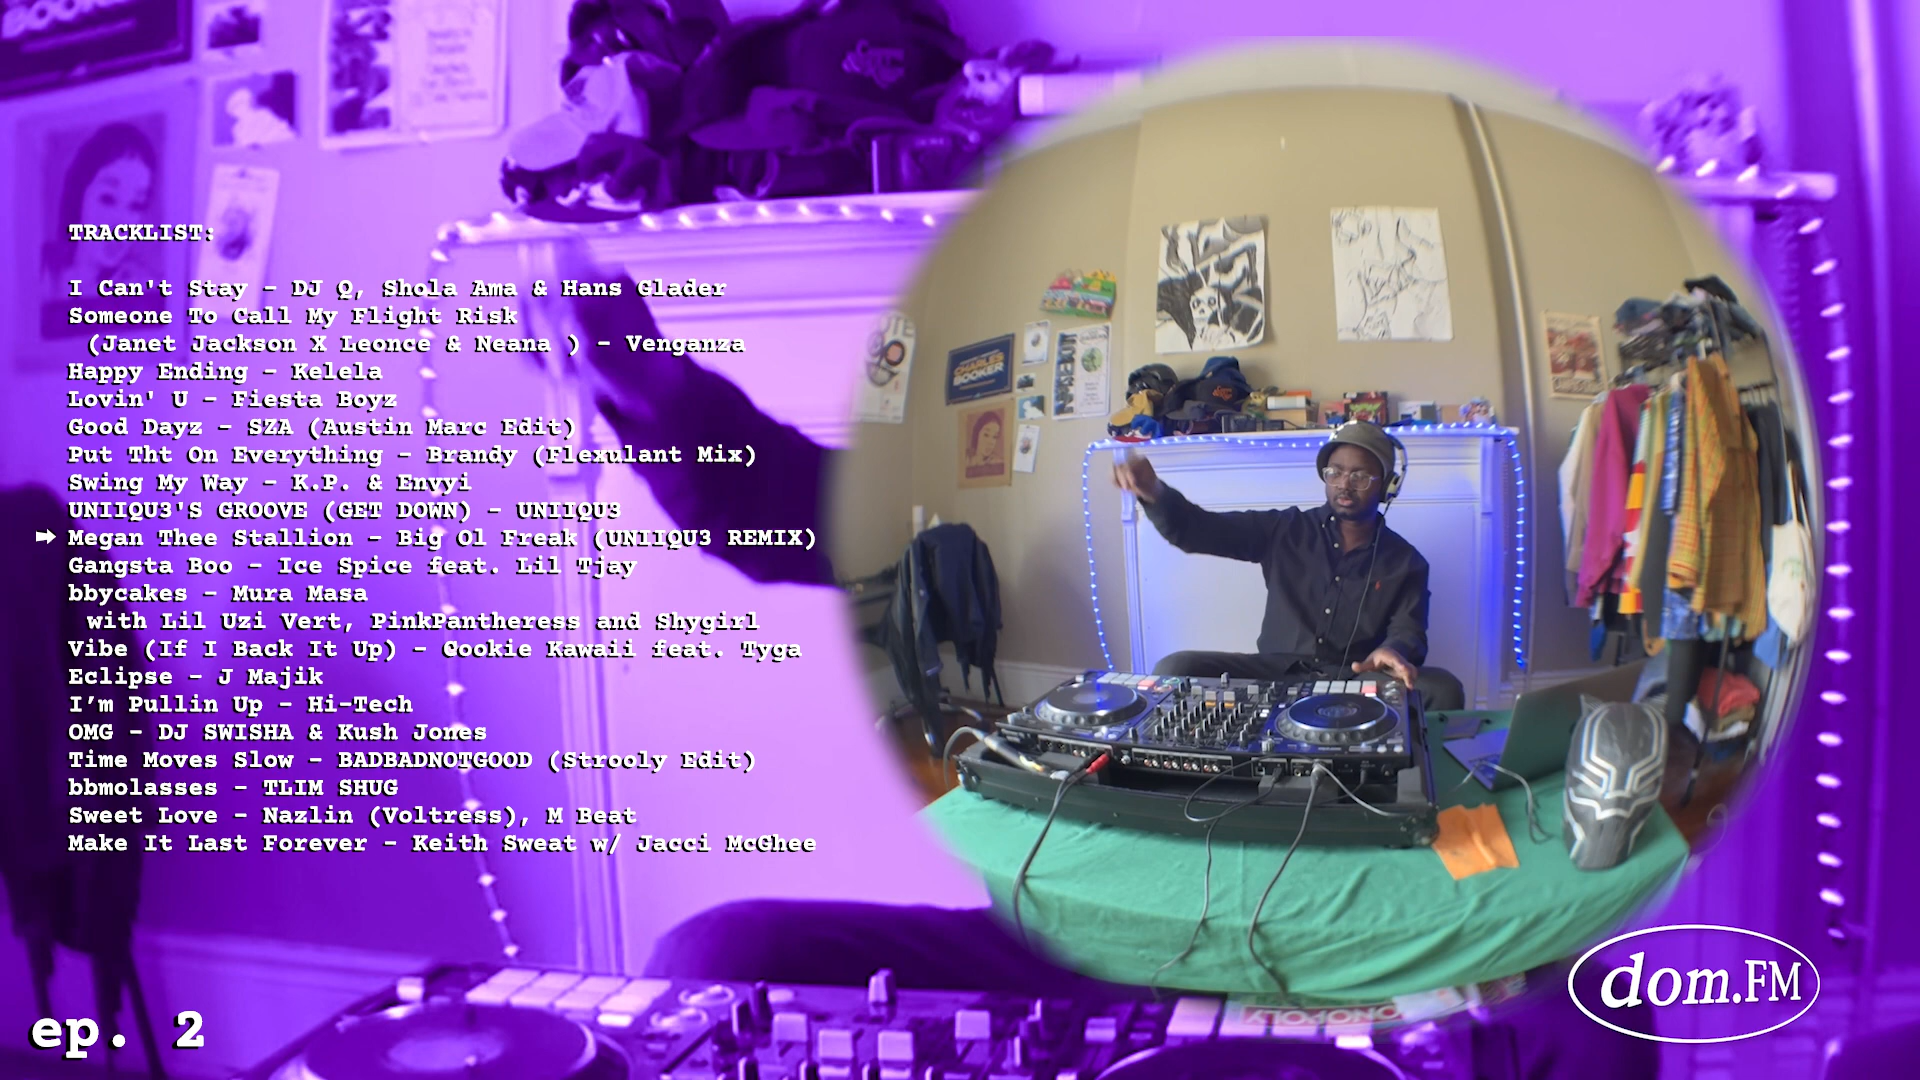 BOOKER
TRACKLIST:
I Can't Stay - DJ Q, Shola Ama & Hans Glader
Someone To Call My Flight Risk
(Janet Jackson X Leonce & Neana ) - Venganza
Happy Ending - Kelela
Lovin' U - Fiesta Boyz
Good Dayz - SZA (Austin Marc Edit)
Put Tht On Everything - Brandy (Flexulant Mix)
Swing My Way - K.P. & Envyi
UNIIQU3'S GROOVE (GET DOWN) - UNIIQU3
➡ Megan Thee Stallion - Big Ol Freak (UNIIQU3 REMIX)
Gangsta Boo - Ice Spice feat. Lil Tjay
bbycakes - Mura Masa
with Lil Uzi Vert, PinkPantheress and Shygirl
Vibe (If I Back It Up) - Cookie Kawaii feat. Tyga
Eclipse - J Majik
I’m Pullin Up - Hi-Tech
OMG - DJ SWISHA & Kush Jones
Time Moves Slow - BADBADNOTGOOD (Strooly Edit)
bbmolasses - TLIM SHUG
Sweet Love - Nazlin (Voltress), M Beat
Make It Last Forever - Keith Sweat w/ Jacci McGhee
CHARLES
BOOKER
ep. 2
dom.FM
MONOPOLY